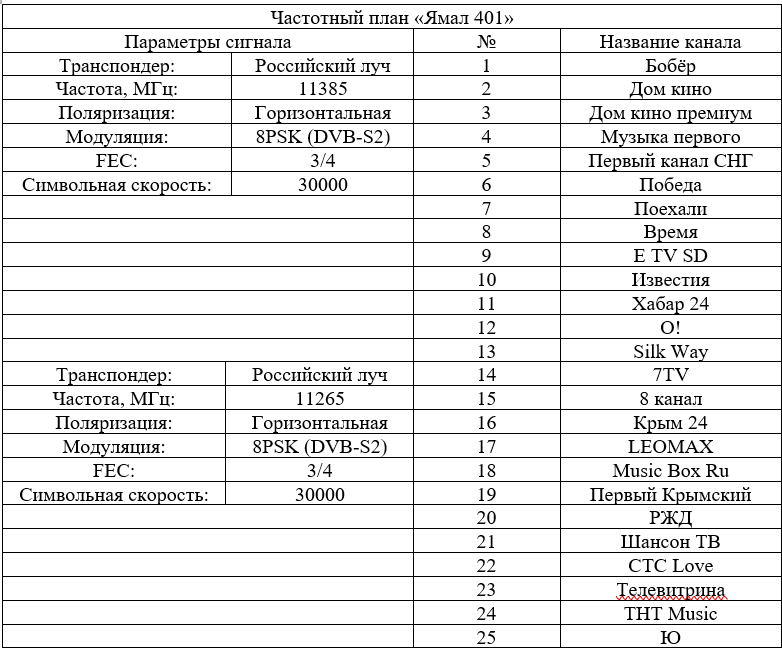 Частотный план «Ямал 401»
Параметры сигнала № Название канала
Транспондер: Российский луч 1 Бобёр
Частота, МГц: 11385 2 Дом кино
Поляризация: Горизонтальная 3 Дом кино премиум
Модуляция: 8PSK (DVB-S2) 4 Музыка первого
FEC: 3/4 5 Первый канал СНГ
Символьная скорость: 30000 6 Победа
7 Поехали
8 Время
9 E TV SD
10 Известия
11 Хабар 24
12 О!
13 Silk Way
Транспондер: Российский луч 14 7TV
Частота, МГц: 11265 15 8 канал
Поляризация: Горизонтальная 16 Крым 24
Модуляция: 8PSK (DVB-S2) 17 LEOMAX
FEC: 3/4 18 Music Box Ru
Символьная скорость: 30000 19 Первый Крымский
20 РЖД
21 Шансон ТВ
22 СТС Love
23 Телевитрина
24 ТНТ Music
25 Ю